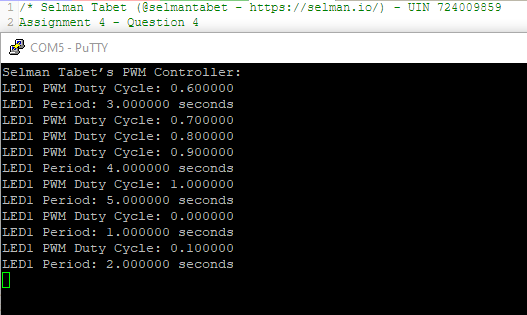 1 /* Selman Tabet (@selmantabet - https://selman.io/) - UIN 724009859
2 Assignment 4 - Question 4
COM5 - PuTTY
Selman Tabet's PWM Controller:
LED1 PWM Duty Cycle: 0.600000
LED1 Period: 3.000000 seconds
LED1 PWM Duty Cycle: 0.700000
LED1 PWM Duty Cycle: 0.800000
LED1 PWM Duty Cycle: 0.900000
LED1 Period: 4.000000 seconds
LED1 PWM Duty Cycle: 1.000000
LED1 Period: 5.000000 seconds
LED1 PWM Duty Cycle: 0.000000
LED1 Period: 1.000000 seconds
LED1 PWM Duty Cycle: 0.100000
LED1 Period: 2.000000 seconds